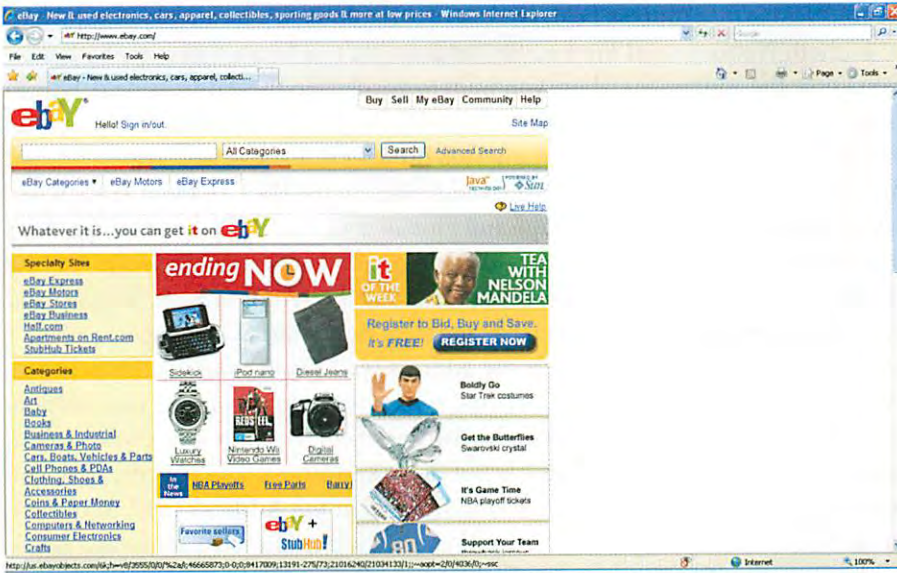 eBay - New & used electronics, cars, apparel, collectibles, sporting goods & more at low prices - Windows Internet Explorer
http://www.ebay.com/
Google
File Edit View Favorites Tools Help
eBay - New & used electronics, cars, apparel, collecti...
Page Tools
ebY
Buy Sell My eBay Community Help
Hello! Sign in/out.
Site Map
All Categories
Search
Advanced Search
eBay Categories
eBay Motors
eBay Express
Java
POWERED BY
Sun
Live Help
Whatever it is...you can get it on ebY
Specialty Sites
eBay Express
eBay Motors
eBay Stores
eBay Business
Half.com
Apartments on Rent.com
StubHub Tickets
Categories
Antiques
Art
Baby
Books
Business & Industrial
Cameras & Photo
Cars, Boats, Vehicles & Parts
Cell Phones & PDAs
Clothing, Shoes &
Accessories
Coins & Paper Money
Collectibles
Computers & Networking
Consumer Electronics
Crafts
ending NOW
Sidekick
iPod nano
Diesel Jeans
Luxury
Watches
Nintendo Wii
Video Games
Digital
Cameras
In
the
News
NBA Playoffs
Free Paris
Barry
Favorite sellers
ebY +
StubHub!
it
OF THE
WEEK
TEA
WITH
NELSON
MANDELA
Register to Bid, Buy and Save.
It's FREE!
REGISTER NOW
Boldly Go
Star Trek costumes
Get the Butterflies
Swarovski crystal
It's Game Time
NBA playoff tickets
Support Your Team
Internet
100%